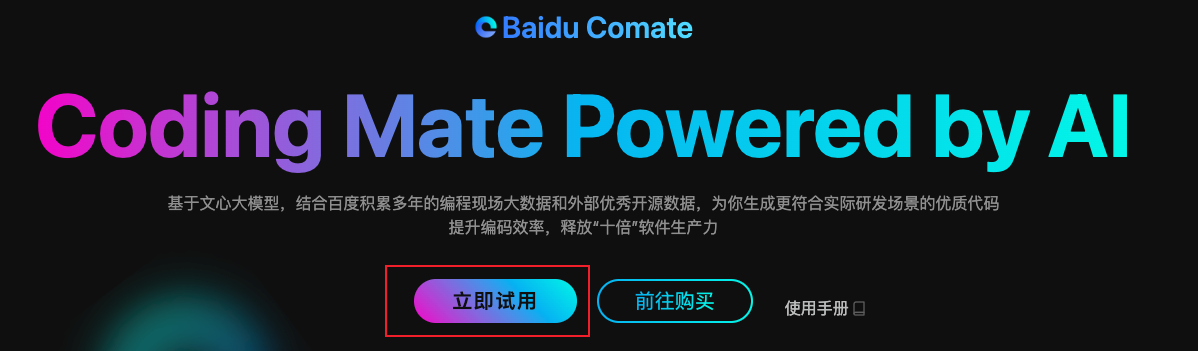 Baidu Comate
Coding Mate Powered by AI
基于文心大模型，结合百度积累多年的编程现场大数据和外部优秀开源数据，为你生成更符合实际研发场景的优质代码
提升编码效率，释放“十倍”软件生产力
立即试用
前往购买
使用手册